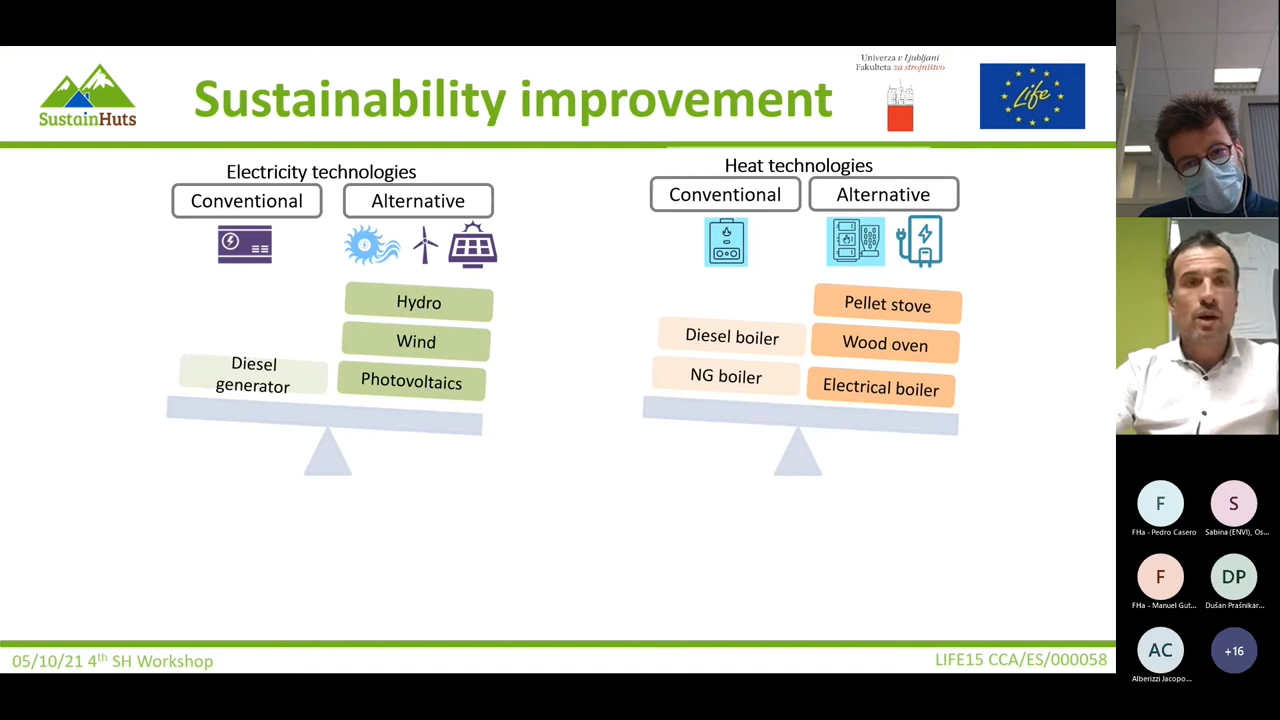 SustainHuts
Sustainability improvement
Univerza v Ljubljani
Fakulteta za strojništvo
Life
Electricity technologies
Conventional
Alternative
Hydro
Wind
Photovoltaics
Diesel
generator
Heat technologies
Conventional
Alternative
Pellet stove
Diesel boiler
Wood oven
NG boiler
Electrical boiler
05/10/21 4th SH Workshop
LIFE15 CCA/ES/000058
F
FHa - Pedro Casero
S
Sabina (ENVI), Os...
F
FHa - Manuel Gut...
DP
Dušan Prašnikar...
AC
Alberizzi Jacopo...
+16